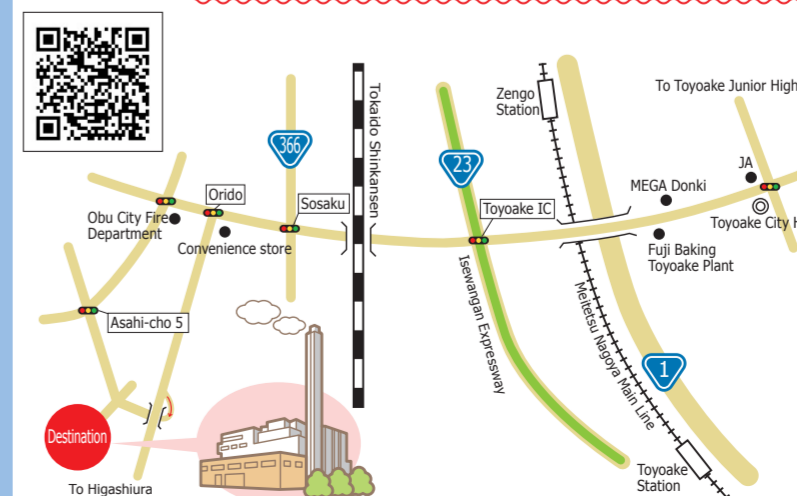 To Toyoake Junior High
Zengo
Station
Tokaido Shinkansen
366
23
JA
MEGA Donki
Orido
Sosaku
Toyoake IC
Obu City Fire
Department
Toyoake City H
Convenience store
Fuji Baking
Toyoake Plant
Isewangan Expressway
Meitetsu Nagoya Main Line
Asahi-cho 5
1
Destination
Toyoake
Station
To Higashiura